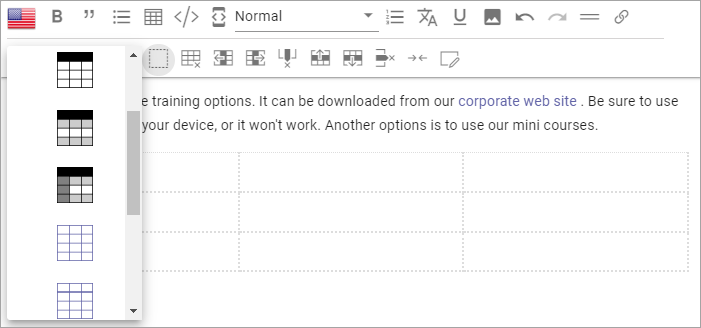 Normal
e training options. It can be downloaded from our corporate web site . Be sure to use
your device, or it won't work. Another options is to use our mini courses.